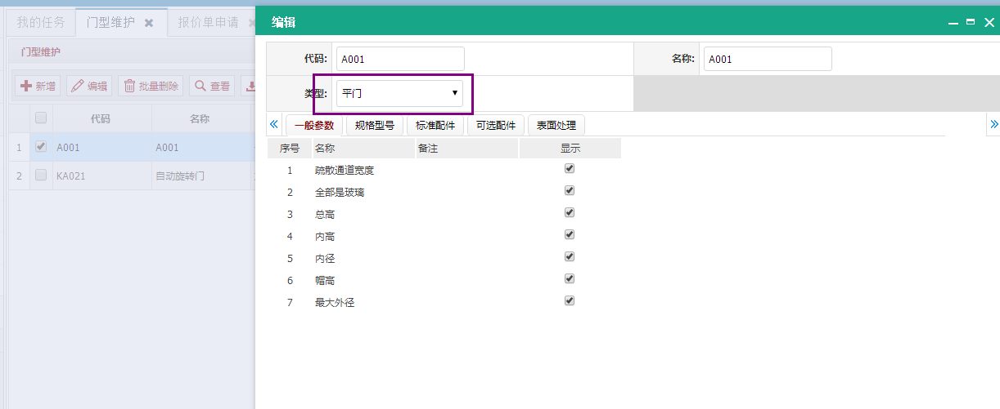 我的任务 门型维护 报价单申请
门型维护
新增 编辑 批量删除 查看
代码 名称
1 A001 A001
2 KA021 自动旋转门
编辑
代码: A001 名称: A001
类型: 平门
一般参数 规格型号 标准配件 可选配件 表面处理
序号 名称 备注 显示
1 疏散通道宽度
2 全部是玻璃
3 总高
4 内高
5 内径
6 帽高
7 最大外径